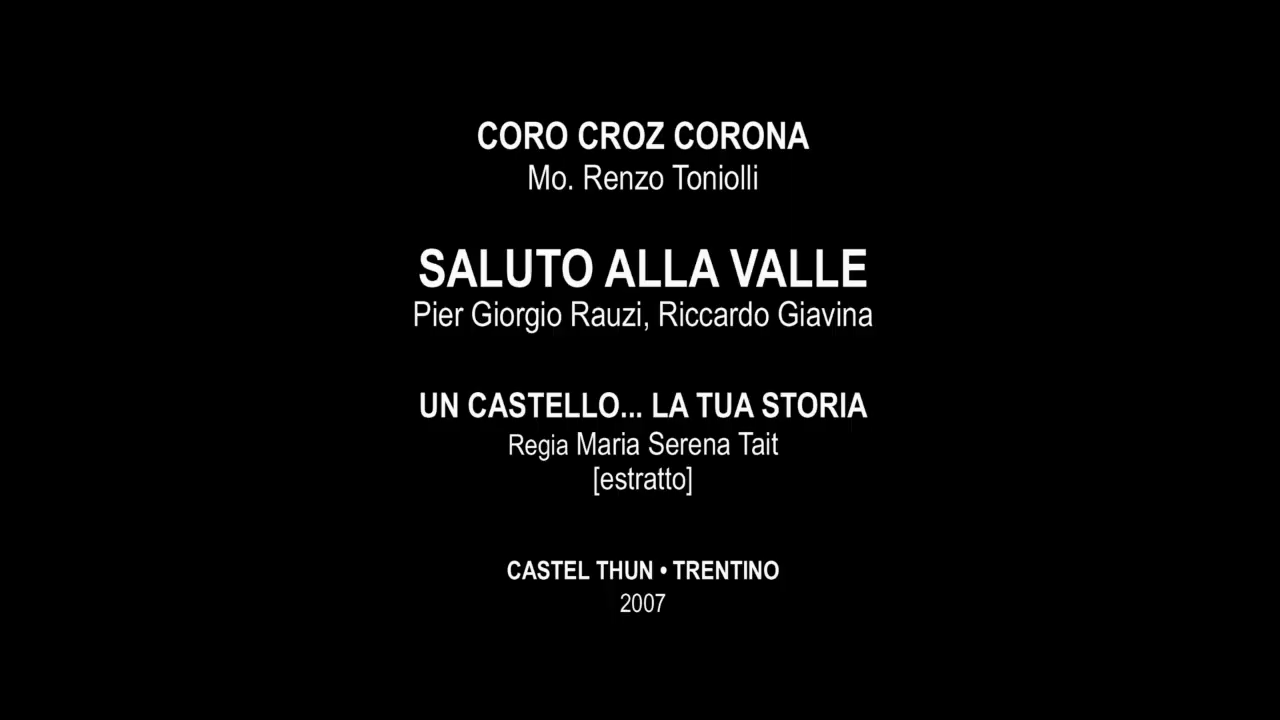 CORO CROZ CORONA
Mo. Renzo Toniolli
SALUTO ALLA VALLE
Pier Giorgio Rauzi, Riccardo Giavina
UN CASTELLO... LA TUA STORIA
Regia Maria Serena Tait
[estratto]
CASTEL THUN • TRENTINO
2007